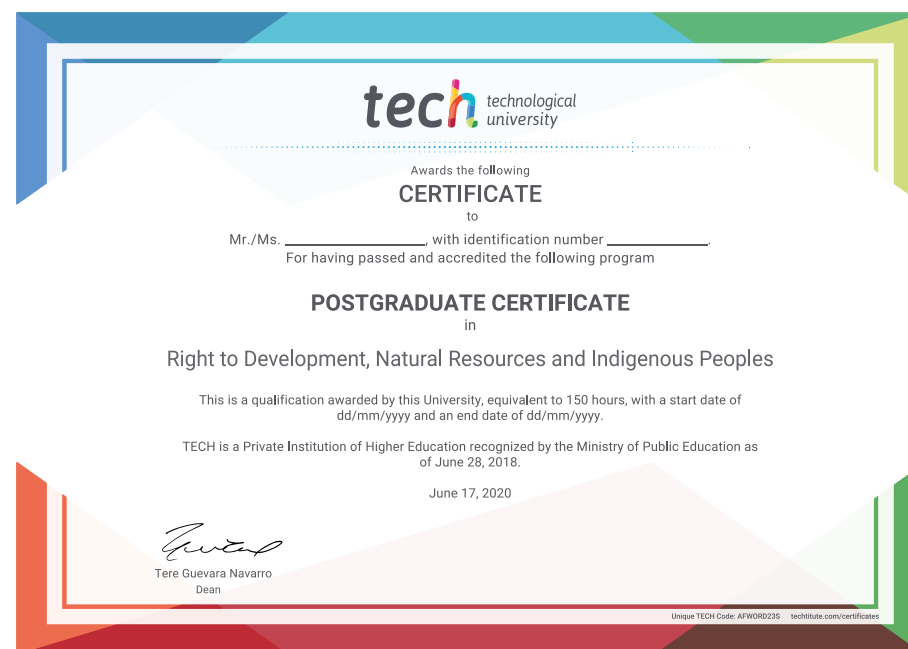 tech technological
university
Awards the following
CERTIFICATE
to
Mr./Ms. ____________________, with identification number ______________.
For having passed and accredited the following program
POSTGRADUATE CERTIFICATE
in
Right to Development, Natural Resources and Indigenous Peoples
This is a qualification awarded by this University, equivalent to 150 hours, with a start date of
dd/mm/yyyy and an end date of dd/mm/yyyy.
TECH is a Private Institution of Higher Education recognized by the Ministry of Public Education as
of June 28, 2018.
June 17, 2020
Tere Guevara Navarro
Dean
Unique TECH Code: AFWORD23S techtitute.com/certificates